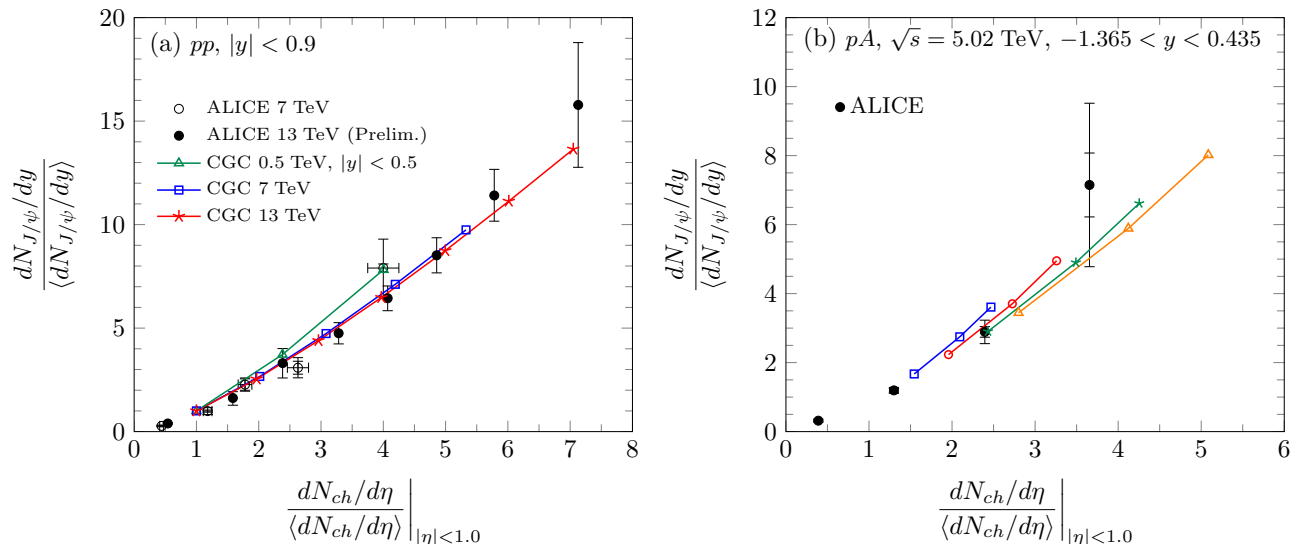 (a) pp, |y| < 0.9
ALICE 7 TeV
ALICE 13 TeV (Prelim.)
CGC 0.5 TeV, |y| < 0.5
CGC 7 TeV
CGC 13 TeV
20
15
10
5
0
0 1 2 3 4 5 6 7 8
dN_{J/ψ}/dy
⟨dN_{J/ψ}/dy⟩
dN_{ch}/dη
⟨dN_{ch}/dη⟩ |_{|η|<1.0}
(b) pA, √s = 5.02 TeV, −1.365 < y < 0.435
ALICE
12
10
8
6
4
2
0
0 1 2 3 4 5 6
dN_{J/ψ}/dy
⟨dN_{J/ψ}/dy⟩
dN_{ch}/dη
⟨dN_{ch}/dη⟩ |_{|η|<1.0}